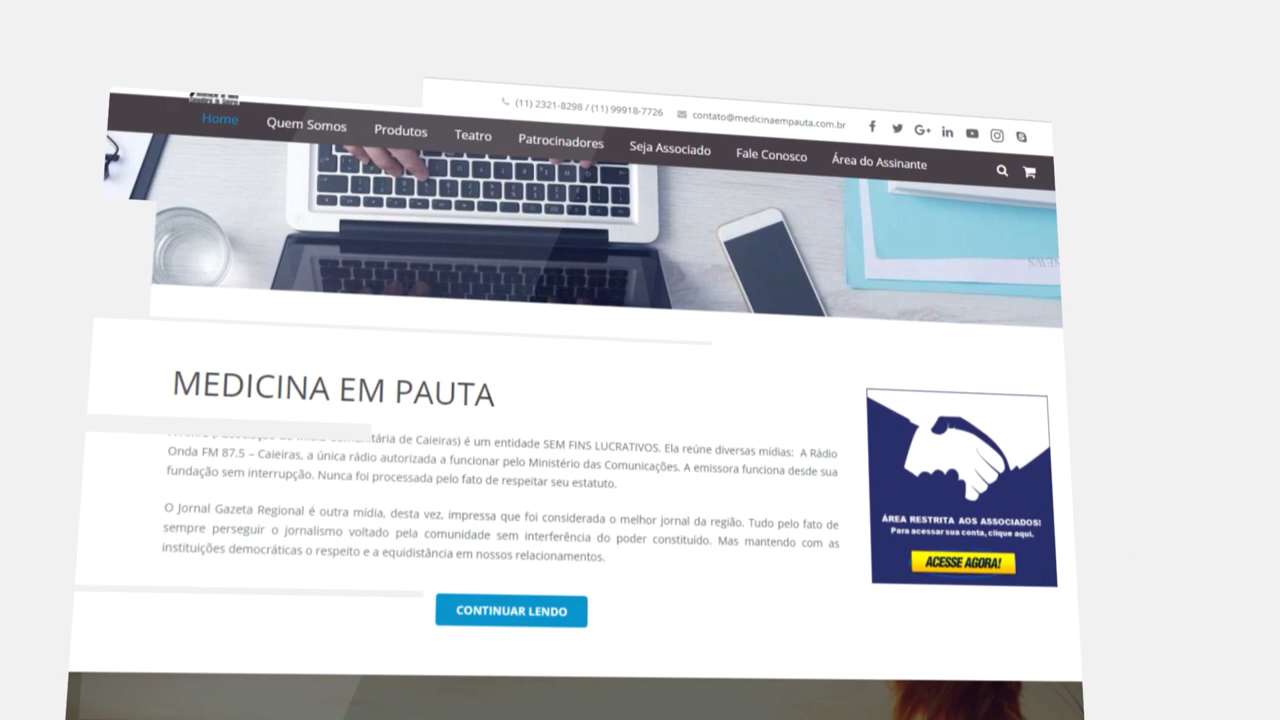 (11) 2321-8298 / (11) 99918-7726 contato@medicinaempauta.com.br
Home Quem Somos Produtos Teatro Patrocinadores Seja Associado Fale Conosco Área do Assinante
NEWS
MEDICINA EM PAUTA
de Caieiras) é um entidade SEM FINS LUCRATIVOS. Ela reúne diversas mídias: A Rádio
Onda FM 87.5 – Caieiras, a única rádio autorizada a funcionar pelo Ministério das Comunicações. A emissora funciona desde sua
fundação sem interrupção. Nunca foi processada pelo fato de respeitar seu estatuto.
O Jornal Gazeta Regional é outra mídia, desta vez, impressa que foi considerada o melhor jornal da região. Tudo pelo fato de
sempre perseguir o jornalismo voltado pela comunidade sem interferência do poder constituído. Mas mantendo com as
instituições democráticas o respeito e a equidistância em nossos relacionamentos.
CONTINUAR LENDO
ÁREA RESTRITA AOS ASSOCIADOS!
Para acessar sua conta, clique aqui.
ACESSE AGORA!